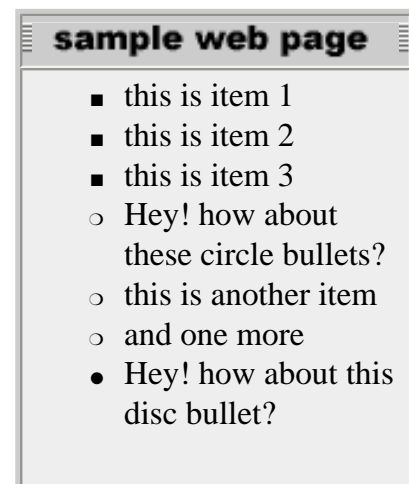 sample web page
▪ this is item 1
▪ this is item 2
▪ this is item 3
○ Hey! how about
these circle bullets?
○ this is another item
○ and one more
● Hey! how about this
disc bullet?